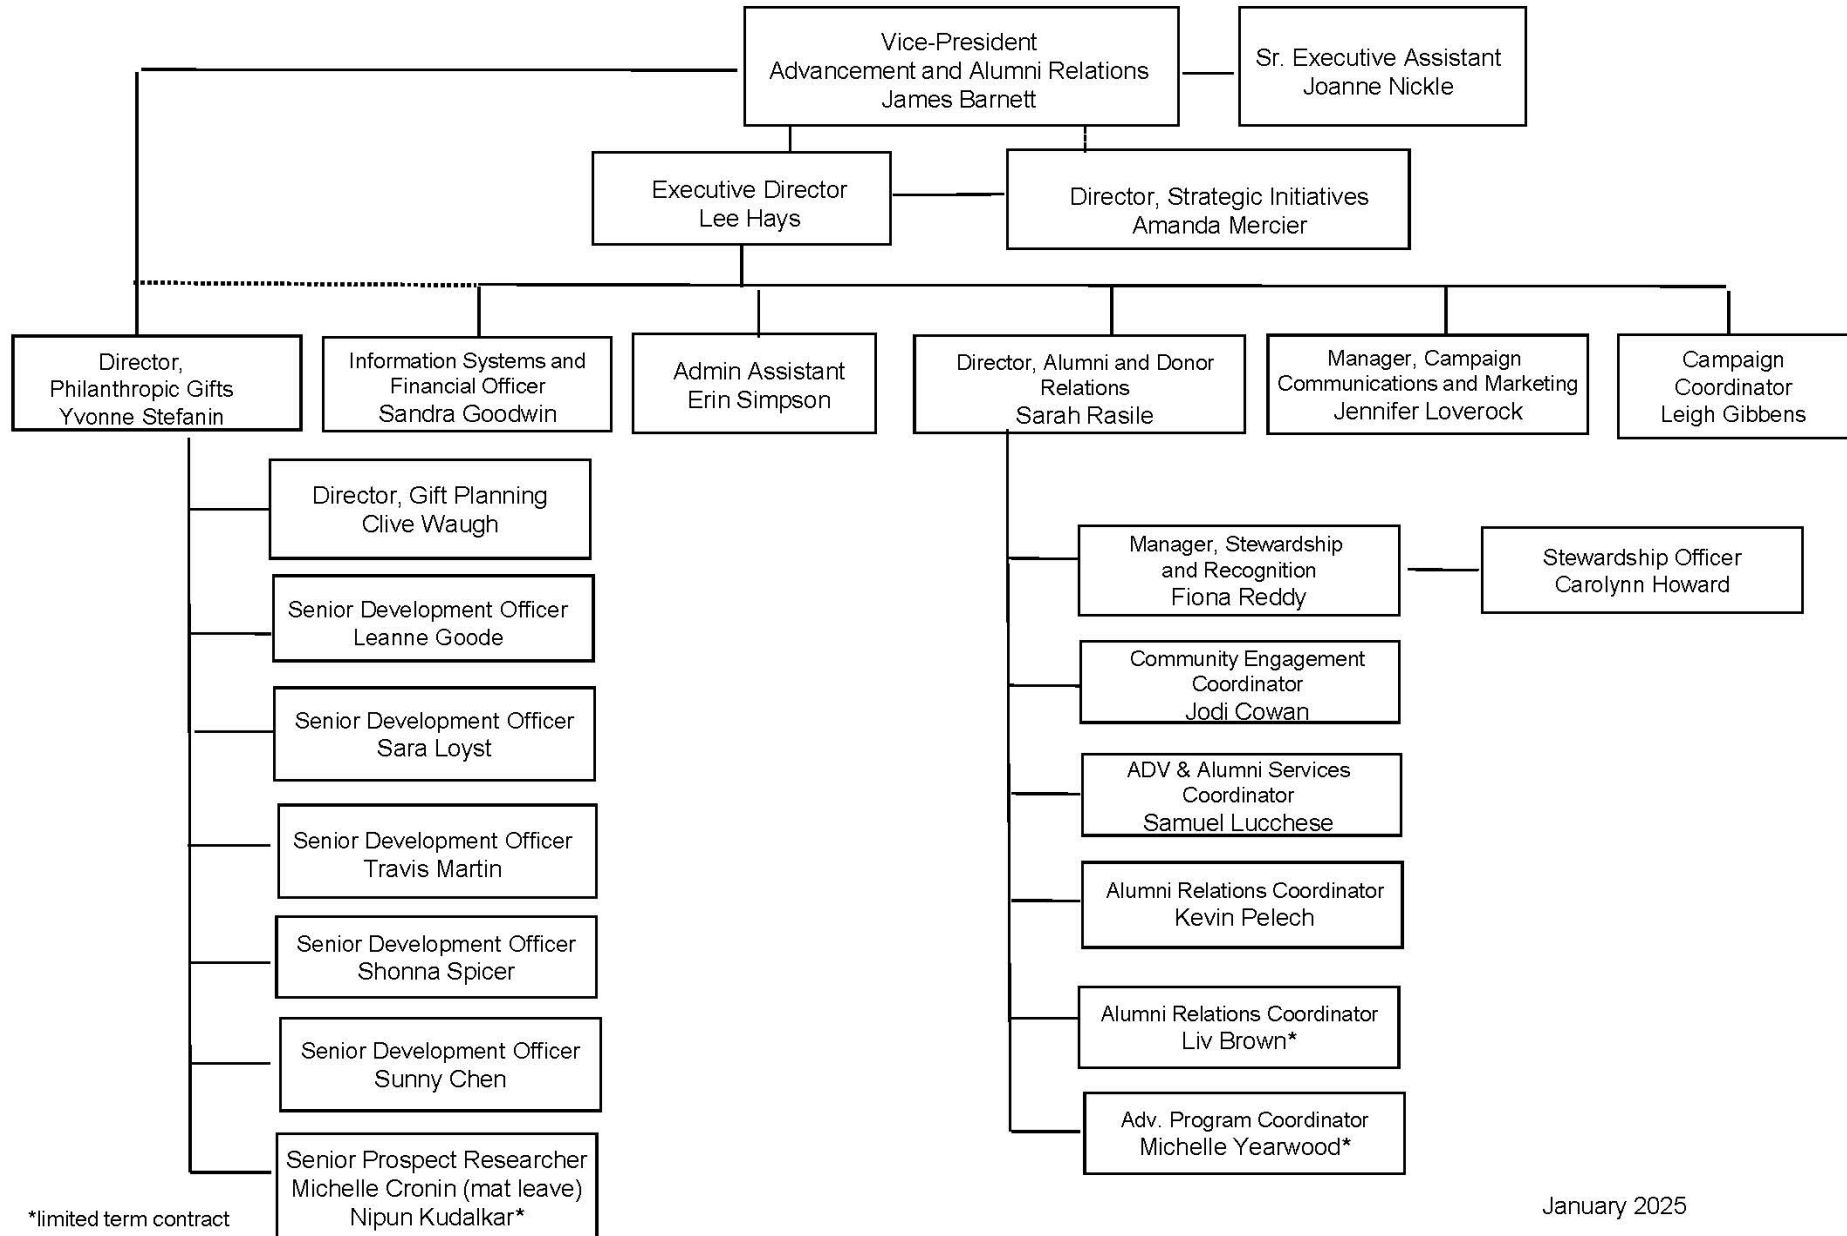 Vice-President
Advancement and Alumni Relations
James Barnett
Sr. Executive Assistant
Joanne Nickle
Executive Director
Lee Hays
Director, Strategic Initiatives
Amanda Mercier
Director,
Philanthropic Gifts
Yvonne Stefanin
Information Systems and
Financial Officer
Sandra Goodwin
Admin Assistant
Erin Simpson
Director, Alumni and Donor
Relations
Sarah Rasile
Manager, Campaign
Communications and Marketing
Jennifer Loverock
Campaign
Coordinator
Leigh Gibbens
Director, Gift Planning
Clive Waugh
Senior Development Officer
Leanne Goode
Senior Development Officer
Sara Loyst
Senior Development Officer
Travis Martin
Senior Development Officer
Shonna Spicer
Senior Development Officer
Sunny Chen
Senior Prospect Researcher
Michelle Cronin (mat leave)
Nipun Kudalkar*
Manager, Stewardship
and Recognition
Fiona Reddy
Stewardship Officer
Carolynn Howard
Community Engagement
Coordinator
Jodi Cowan
ADV & Alumni Services
Coordinator
Samuel Lucchese
Alumni Relations Coordinator
Kevin Pelech
Alumni Relations Coordinator
Liv Brown*
Adv. Program Coordinator
Michelle Yearwood*
*limited term contract
January 2025